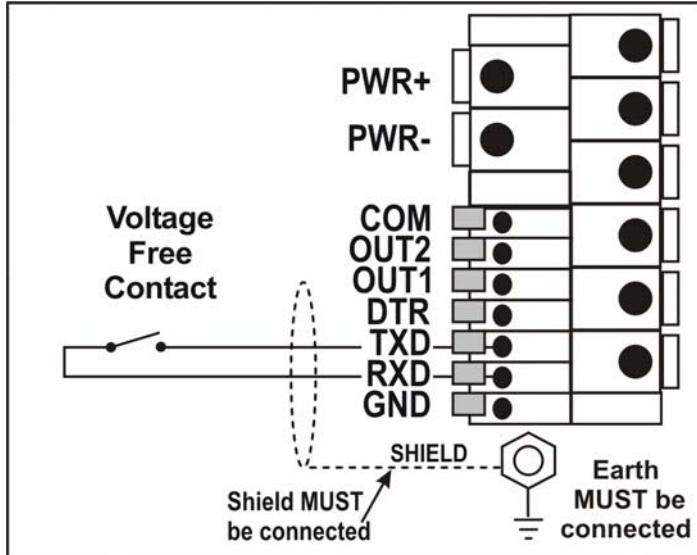 PWR+
PWR-
Voltage
Free
Contact
COM
OUT2
OUT1
DTR
TXD
RXD
GND
SHIELD
Shield MUST
be connected
Earth
MUST be
connected